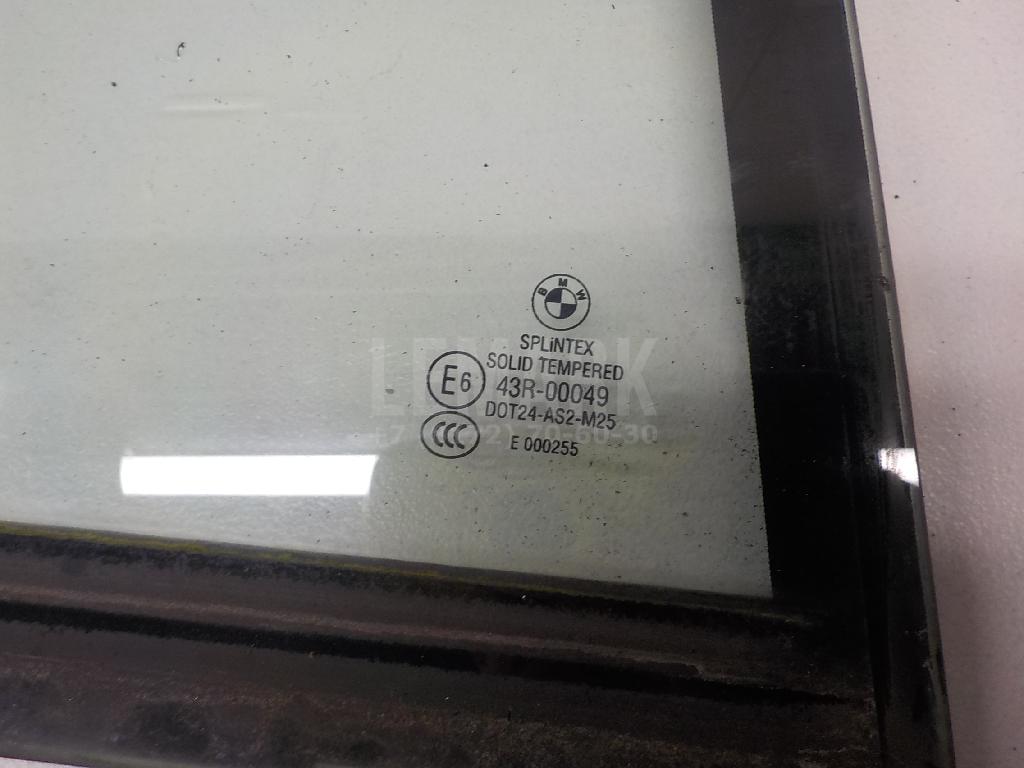 BMW
SPLiNTEX
SOLID TEMPERED
E6 43R-00049
DOT24-AS2-M25
CCC E 000255